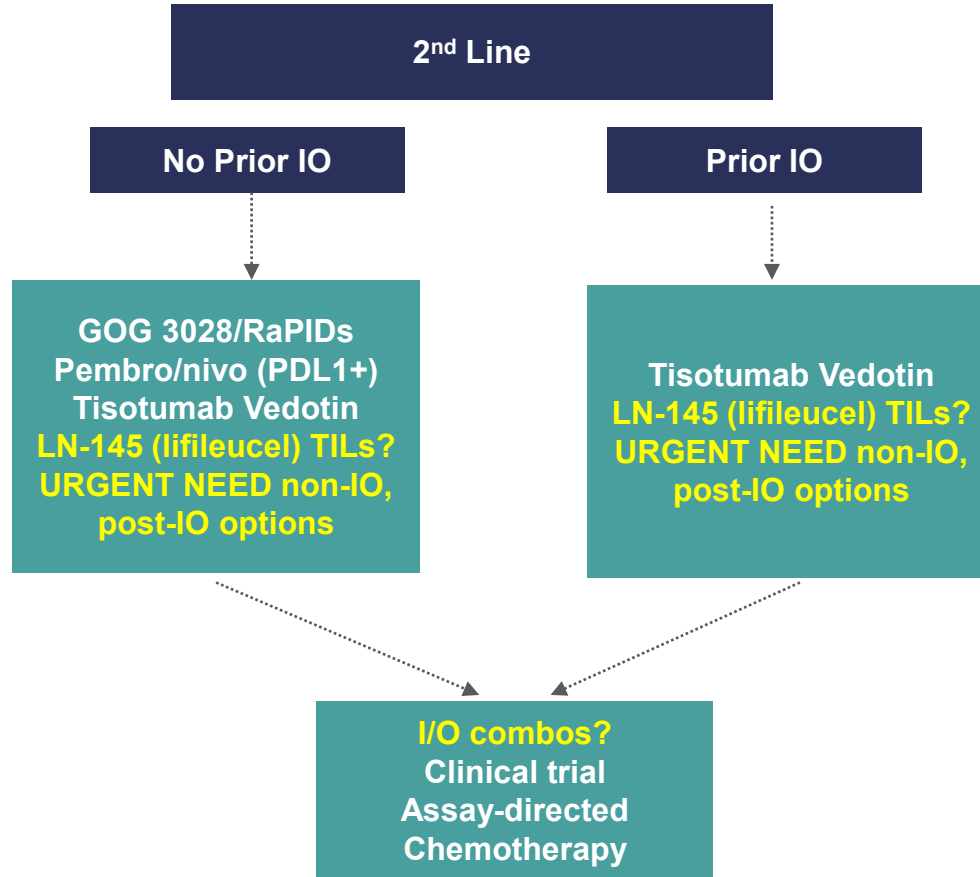 2nd Line
No Prior IO
Prior IO
GOG 3028/RaPIDs
Pembro/nivo (PDL1+)
Tisotumab Vedotin
LN-145 (lifileucel) TILs?
URGENT NEED non-IO,
post-IO options
Tisotumab Vedotin
LN-145 (lifileucel) TILs?
URGENT NEED non-IO,
post-IO options
I/O combos?
Clinical trial
Assay-directed
Chemotherapy